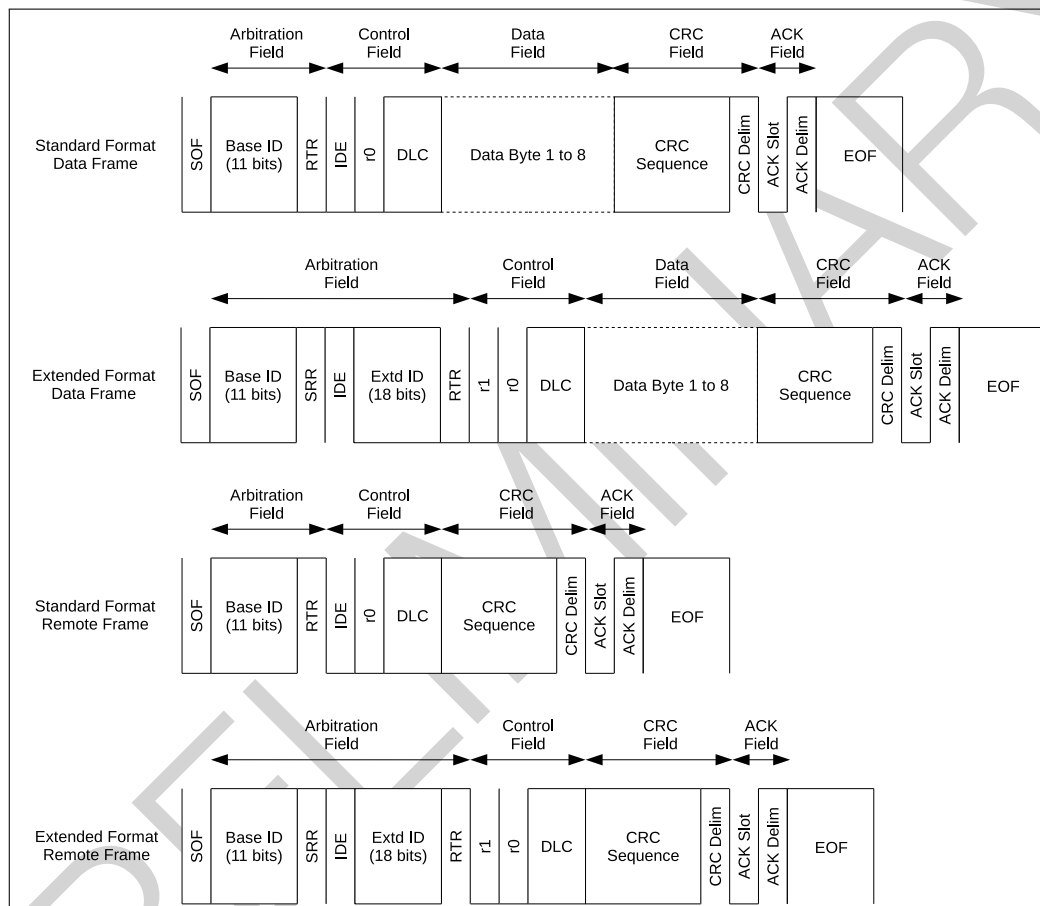 Arbitration Field
Control Field
Data Field
CRC Field
ACK Field
Standard Format Data Frame
SOF
Base ID (11 bits)
RTR
IDE
r0
DLC
Data Byte 1 to 8
CRC Sequence
CRC Delim
ACK Slot
ACK Delim
EOF
Arbitration Field
Control Field
Data Field
CRC Field
ACK Field
Extended Format Data Frame
SOF
Base ID (11 bits)
SRR
IDE
Extd ID (18 bits)
RTR
r1
r0
DLC
Data Byte 1 to 8
CRC Sequence
CRC Delim
ACK Slot
ACK Delim
EOF
Arbitration Field
Control Field
CRC Field
ACK Field
Standard Format Remote Frame
SOF
Base ID (11 bits)
RTR
IDE
r0
DLC
CRC Sequence
CRC Delim
ACK Slot
ACK Delim
EOF
Arbitration Field
Control Field
CRC Field
ACK Field
Extended Format Remote Frame
SOF
Base ID (11 bits)
SRR
IDE
Extd ID (18 bits)
RTR
r1
r0
DLC
CRC Sequence
CRC Delim
ACK Slot
ACK Delim
EOF